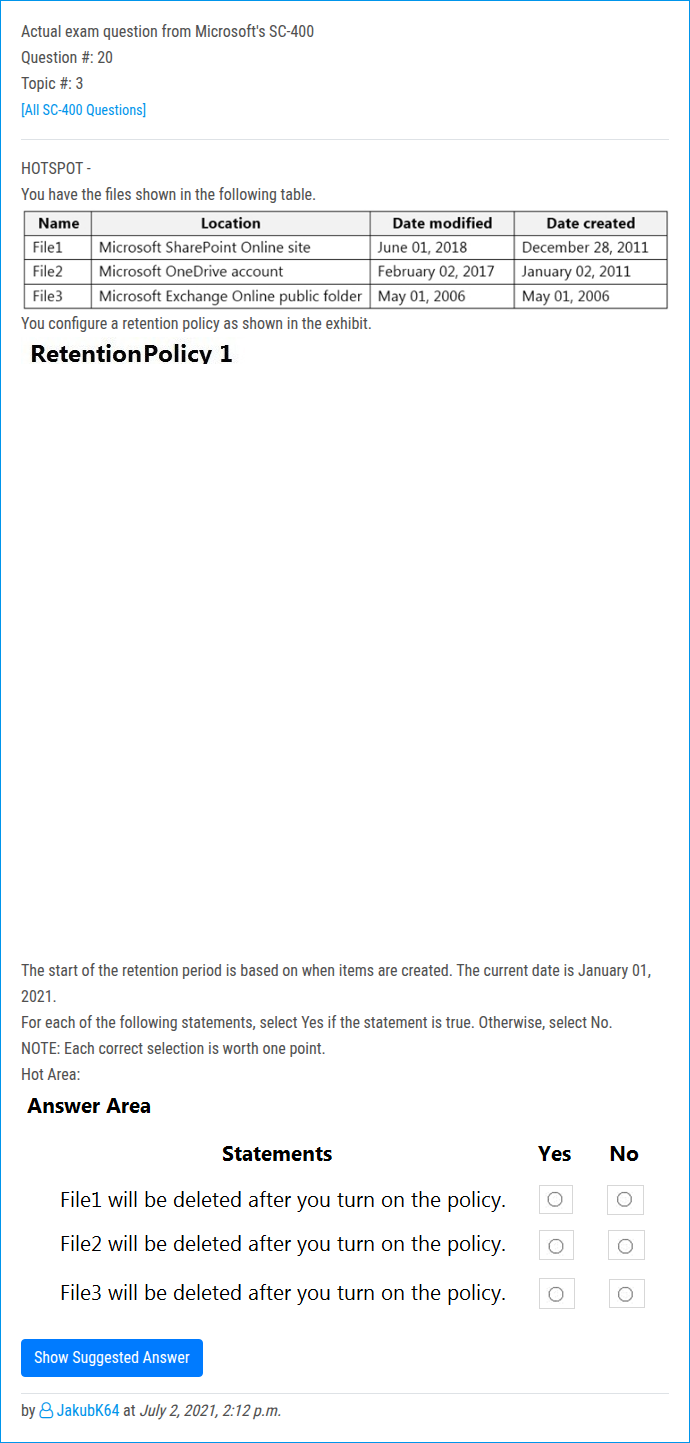 Actual exam question from Microsoft's SC-400
Question #: 20
Topic #: 3
[All SC-400 Questions]
HOTSPOT -
You have the files shown in the following table.
Name Location Date modified Date created
File1 Microsoft SharePoint Online site June 01, 2018 December 28, 2011
File2 Microsoft OneDrive account February 02, 2017 January 02, 2011
File3 Microsoft Exchange Online public folder May 01, 2006 May 01, 2006
You configure a retention policy as shown in the exhibit.
RetentionPolicy 1
The start of the retention period is based on when items are created. The current date is January 01,
2021.
For each of the following statements, select Yes if the statement is true. Otherwise, select No.
NOTE: Each correct selection is worth one point.
Hot Area:
Answer Area
Statements Yes No
File1 will be deleted after you turn on the policy.
File2 will be deleted after you turn on the policy.
File3 will be deleted after you turn on the policy.
Show Suggested Answer
by JakubK64 at July 2, 2021, 2:12 p.m.